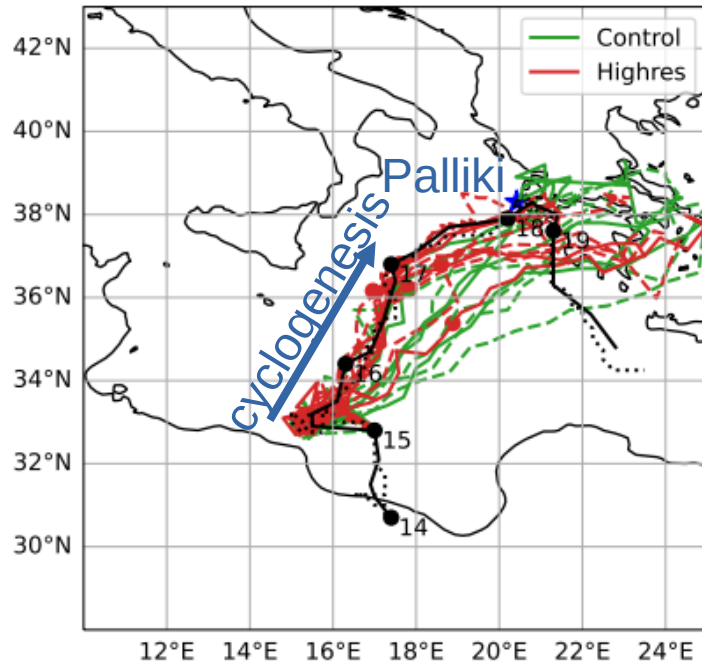 Control
Highres
42°N
40°N
38°N
36°N
34°N
32°N
30°N
Palliki
cyclogenesis
18
19
17
16
15
14
12°E
14°E
16°E
18°E
20°E
22°E
24°E